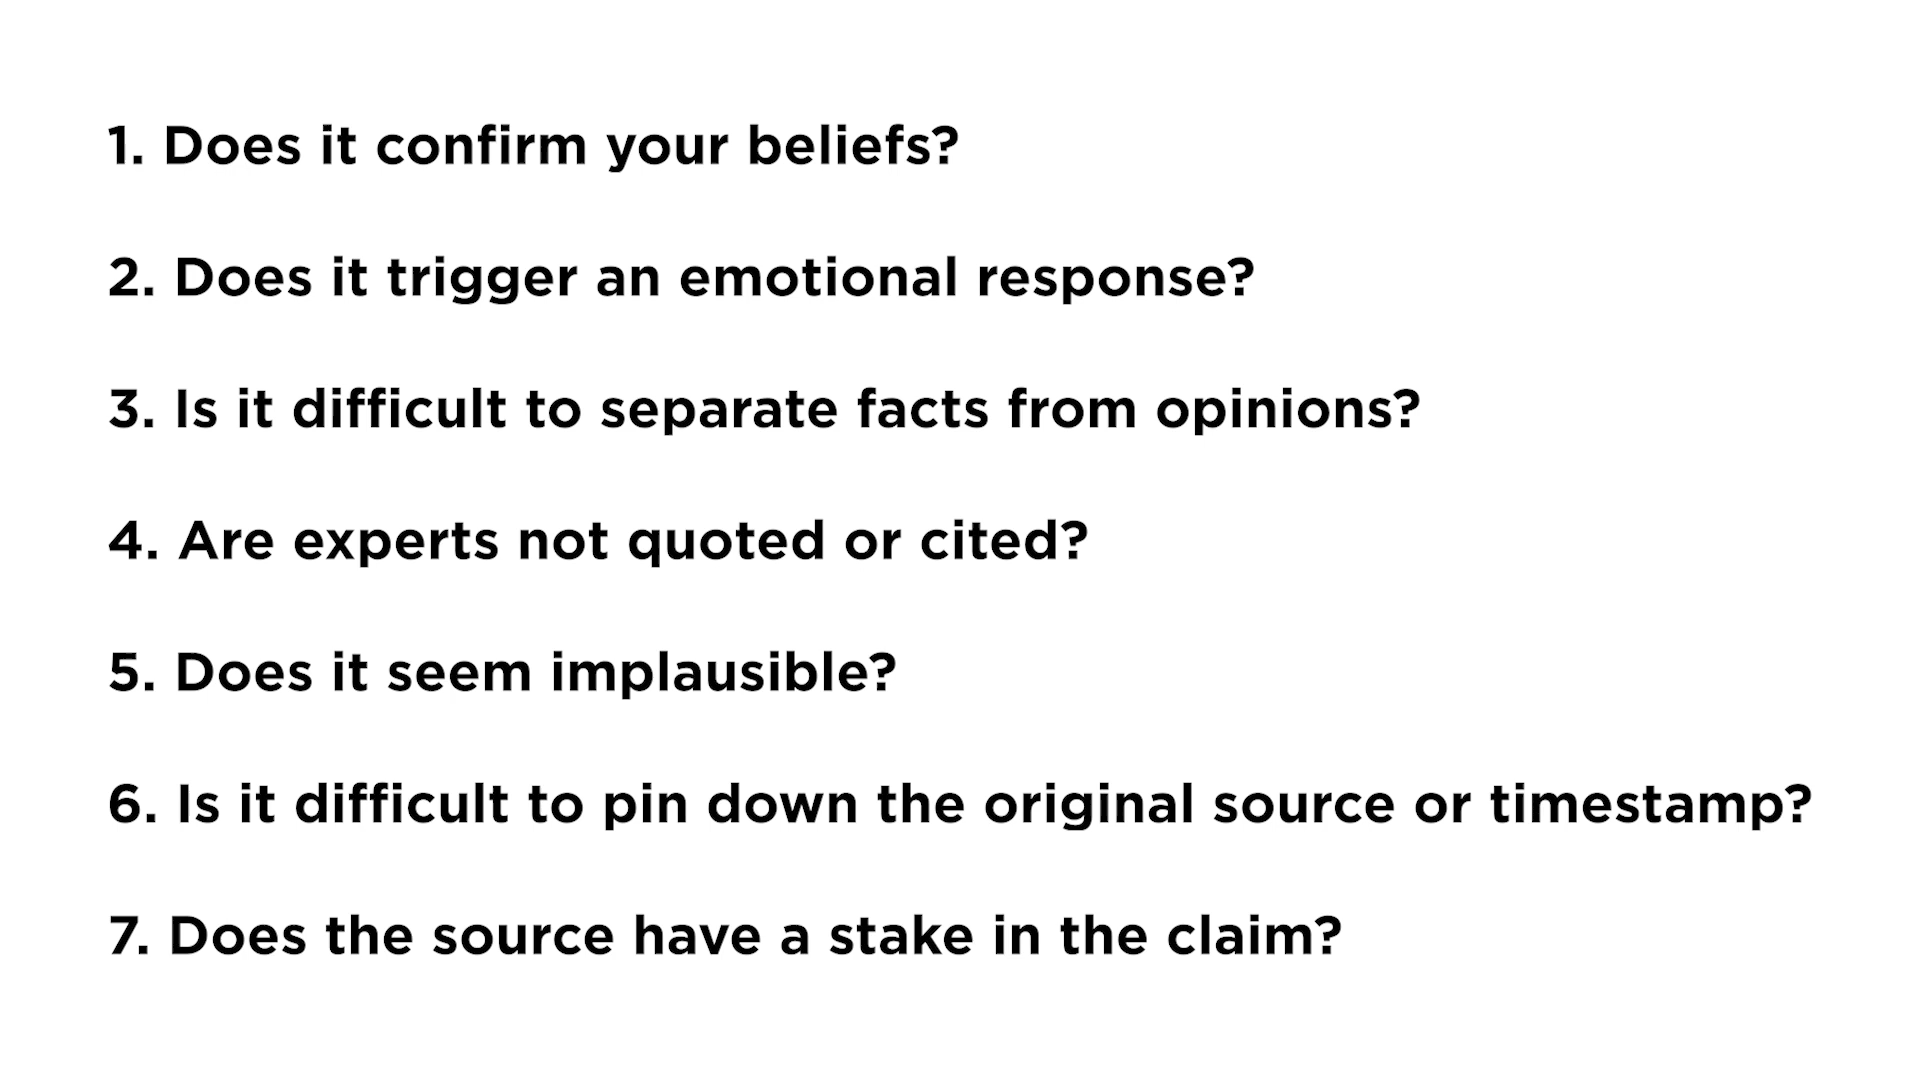 1. Does it confirm your beliefs?
2. Does it trigger an emotional response?
3. Is it difficult to separate facts from opinions?
4. Are experts not quoted or cited?
5. Does it seem implausible?
6. Is it difficult to pin down the original source or timestamp?
7. Does the source have a stake in the claim?